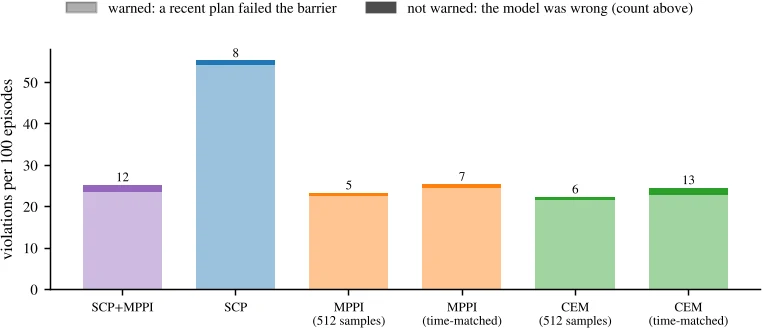 warned: a recent plan failed the barrier
not warned: the model was wrong (count above)
violations per 100 episodes
50
40
30
20
10
0
12
8
5
7
6
13
SCP+MPPI
SCP
MPPI
(512 samples)
MPPI
(time-matched)
CEM
(512 samples)
CEM
(time-matched)